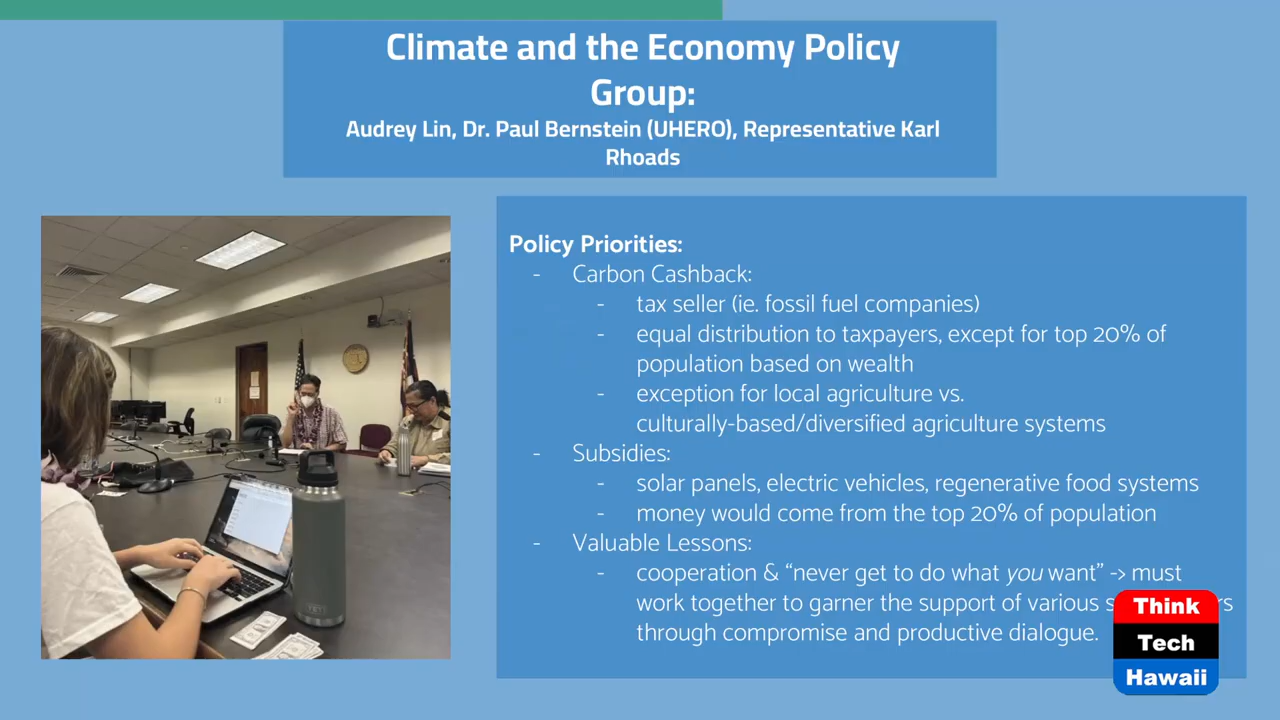 Climate and the Economy Policy
Group:
Audrey Lin, Dr. Paul Bernstein (UHERO), Representative Karl
Rhoads
Policy Priorities:
- Carbon Cashback:
- tax seller (ie. fossil fuel companies)
- equal distribution to taxpayers, except for top 20% of
population based on wealth
- exception for local agriculture vs.
culturally-based/diversified agriculture systems
- Subsidies:
- solar panels, electric vehicles, regenerative food systems
- money would come from the top 20% of population
- Valuable Lessons:
- cooperation & “never get to do what you want” -> must
work together to garner the support of various
through compromise and productive dialogue.
Think
Tech
Hawaii
YETI